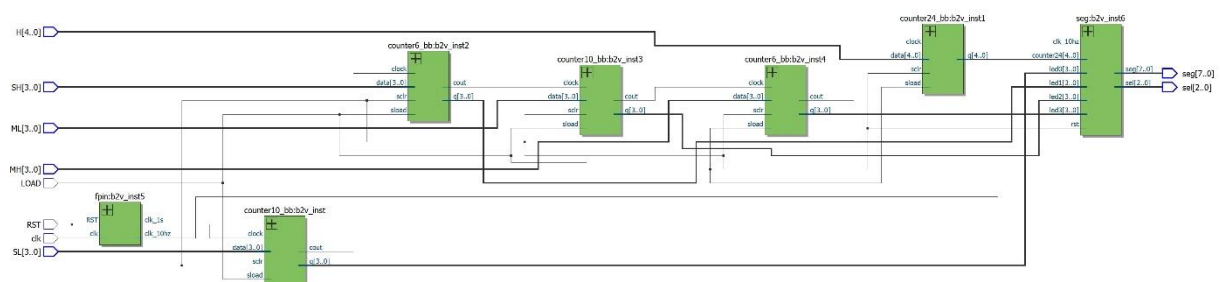 H[4..0]
SH[3..0]
ML[3..0]
MH[3..0]
LOAD
RST
clk
SL[3..0]
fpin:b2v_inst5
RST
clk
clk_1s
clk_10hz
counter10_bb:b2v_inst
clock
data[3..0]
sclr
sload
cout
q[3..0]
counter6_bb:b2v_inst2
clock
data[3..0]
sclr
sload
cout
q[3..0]
counter10_bb:b2v_inst3
clock
data[3..0]
sclr
sload
cout
q[3..0]
counter6_bb:b2v_inst4
clock
data[3..0]
sclr
sload
cout
q[3..0]
counter24_bb:b2v_inst1
clock
data[4..0]
sclr
sload
q[4..0]
seg:b2v_inst6
clk_10hz
counter24[4..0]
led0[3..0]
led1[3..0]
led2[3..0]
led3[3..0]
rst
seg[7..0]
sel[2..0]
seg[7..0]
sel[2..0]